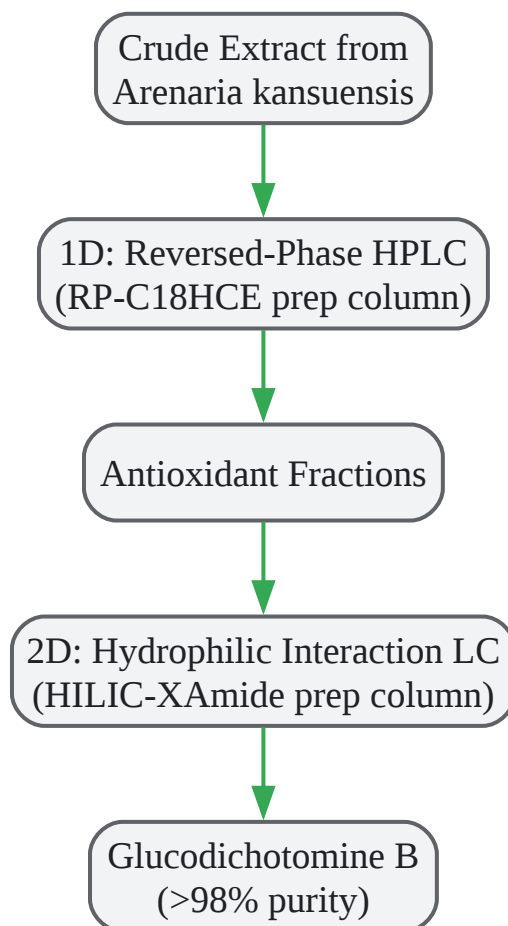 Crude Extract from
Arenaria kansuensis
1D: Reversed-Phase HPLC
(RP-C18HCE prep column)
Antioxidant Fractions
2D: Hydrophilic Interaction LC
(HILIC-XAmide prep column)
Glucodichotomine B
(>98% purity)